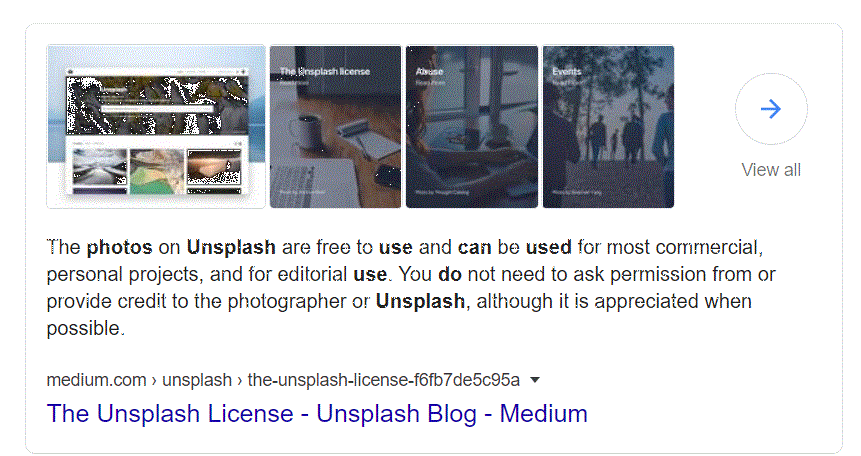 Unsplash
The Unsplash license
Abuse
Events
View all
The photos on Unsplash are free to use and can be used for most commercial,
personal projects, and for editorial use. You do not need to ask permission from or
provide credit to the photographer or Unsplash, although it is appreciated when
possible.
medium.com › unsplash › the-unsplash-license-f6fb7de5c95a
The Unsplash License - Unsplash Blog - Medium